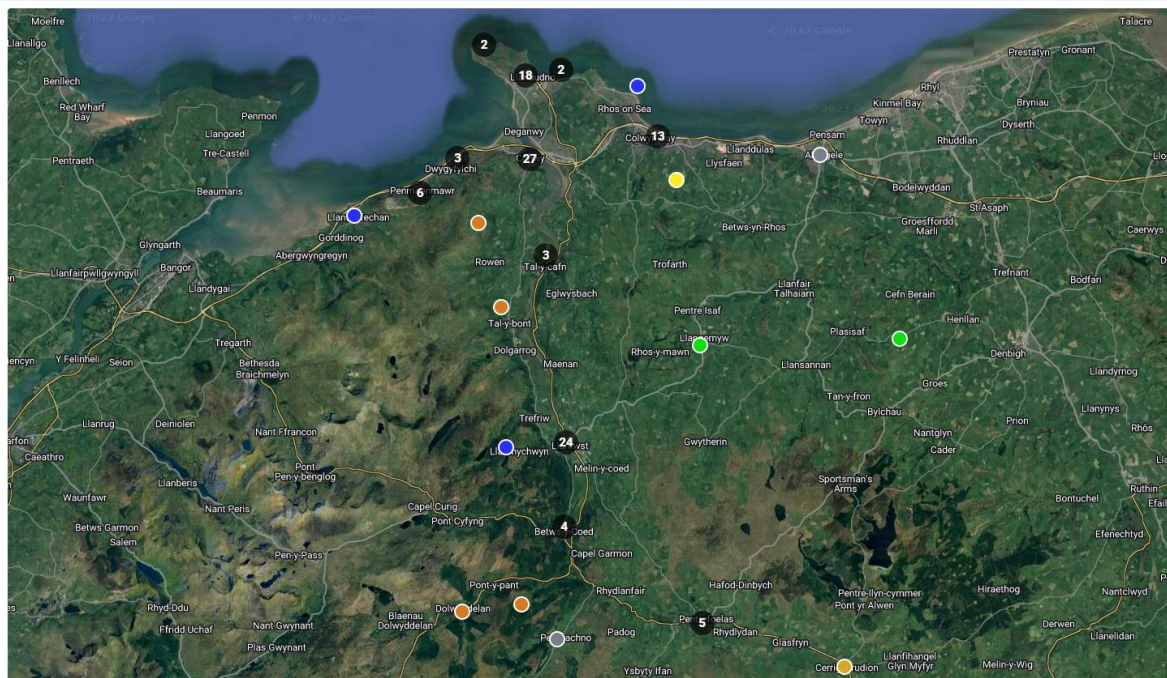 Moelfre
2023 Google
© 2023 Google
© 2023 Google
Talacre
Llanallgo
2
Prestatyn
Gronant
18
2
Benllech
Rhyl
Rhos on Sea
Kinmel Bay
Bryniau
Red Wharf
Bay
Penmon
Towyn
Dyserth
Llangoed
Deganwy
13
Pensarn
Rhuddlan
Tre-Castell
Llanddulas
Pentraeth
3
27
Llysfaen
Dwygyfylchi
Beaumaris
6
Bodelwyddan
St Asaph
Gorddinog
Groesffordd
Marli
Betws-yn-Rhos
Caerwys
Glyngarth
Abergwyngregyn
3
Llanfairpwllgwyngyll
Bangor
Rowen
Tal-y-cafn
Trofarth
Trefnant
Bodfari
Llandygai
Eglwysbach
Llanfair
Talhaiarn
Cefn Berain
Pentre Isaf
Tal-y-bont
Plasisaf
Henllan
Tregarth
Dolgarrog
Rhos-y-mawn
Denbigh
Y Felinheli
Seion
Bethesda
Braichmelyn
Maenan
Llansannan
Llandyrnog
Groes
Tan-y-fron
Bylchau
Llanynys
Llanrug
Deiniolen
Trefriw
Prion
Rhôs
Nant Ffrancon
24
Gwytherin
Nantglyn
Cader
Caeathro
Melin-y-coed
Pont
Pen-y-benglog
Llanberis
Sportsman's
Arms
Ruthin
Waunfawr
Nant Peris
Capel Curig
Pont Cyfyng
Bontuchel
Betws Garmon
Salem
4
Efenechtyd
Pen-y-Pass
Capel Garmon
Pont-y-pant
Rhydlanfair
Hafod-Dinbych
Hiraethog
Nantclwyd
Pentre-llyn-cymmer
Pont yr Alwen
Rhyd-Ddu
Blaenau
Dolwyddelan
Ffridd Uchaf
Nant Gwynant
5
Derwen
Padog
Rhydlydan
Llanelidan
Plas Gwynant
Glasfryn
Llanfihangel
Glyn Myfyr
Melin-y-Wig
Ysbyty Ifan